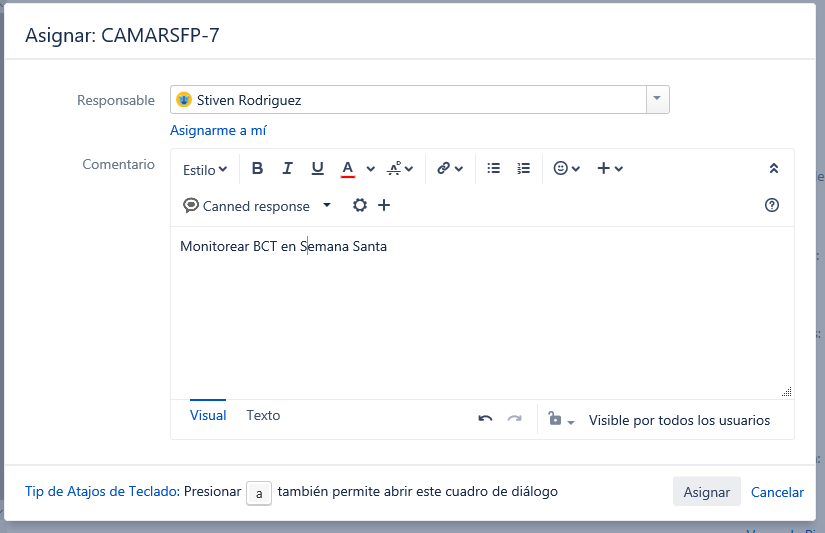 Asignar: CAMARSFP-7
Responsable
Stiven Rodriguez
Asignarme a mí
Comentario
Estilo B I U A
Canned response
Monitorear BCT en Semana Santa
Visual Texto
Visible por todos los usuarios
Tip de Atajos de Teclado: Presionar a también permite abrir este cuadro de diálogo
Asignar Cancelar